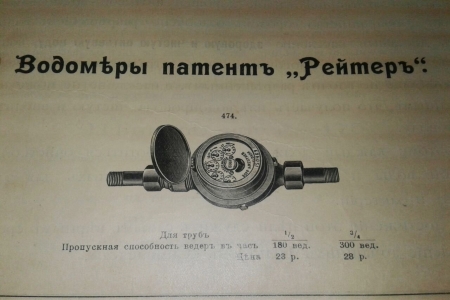 Водомѣры патентъ „Рейтеръ“.
474.
Для трубъ 1/2 3/4
Пропускная способность ведеръ въ часъ 180 вед. 300 вед.
Цѣна 23 р. 28 р.